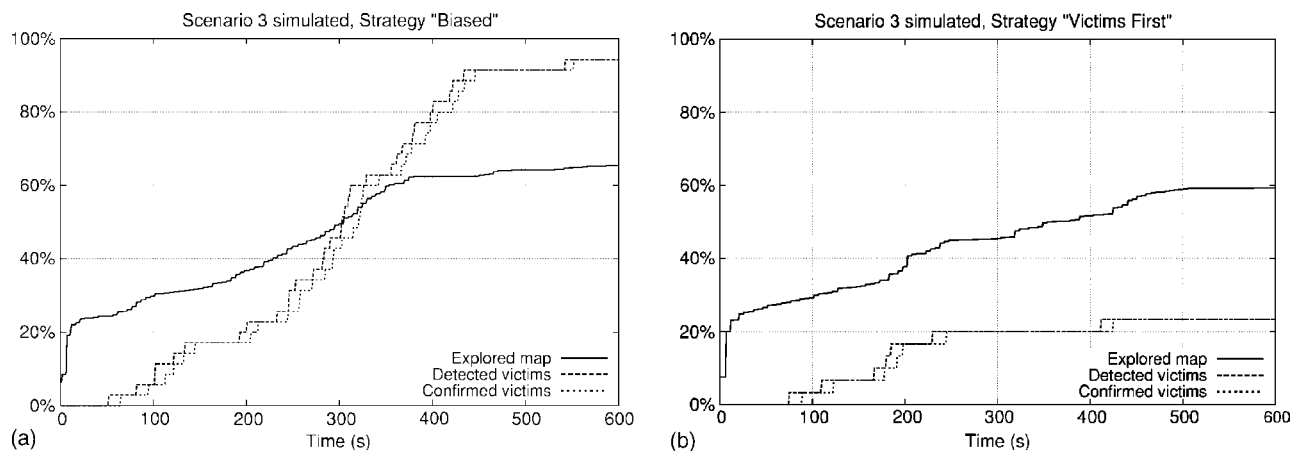 Scenario 3 simulated, Strategy "Biased"
100%
80%
60%
40%
20%
0%
Explored map
Detected victims
Confirmed victims
0 100 200 300 400 500 600
Time (s)
(a)
Scenario 3 simulated, Strategy "Victims First"
100%
80%
60%
40%
20%
0%
Explored map
Detected victims
Confirmed victims
0 100 200 300 400 500 600
Time (s)
(b)